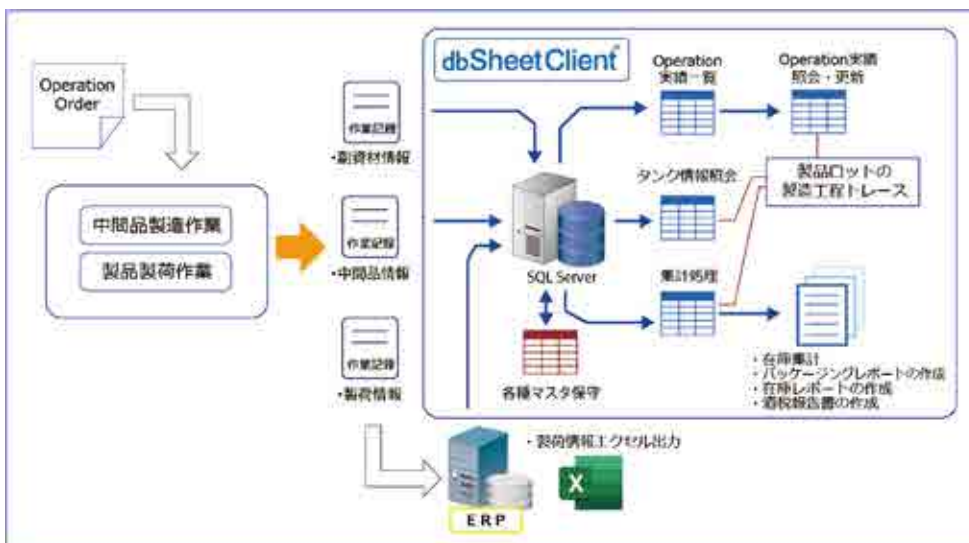 Operation
Order
中間品製造作業
製品製荷作業
作業記録
・副資材情報
作業記録
・中間品情報
作業記録
・製荷情報
dbSheetClient
Operation
実績一覧
Operation実績
照会・更新
タンク情報照会
製品ロットの
製造工程トレース
SQL Server
集計処理
各種マスタ保守
・在庫集計
・パッケージングレポートの作成
・在庫レポートの作成
・酒税報告書の作成
・製荷情報エクセル出力
X
ERP